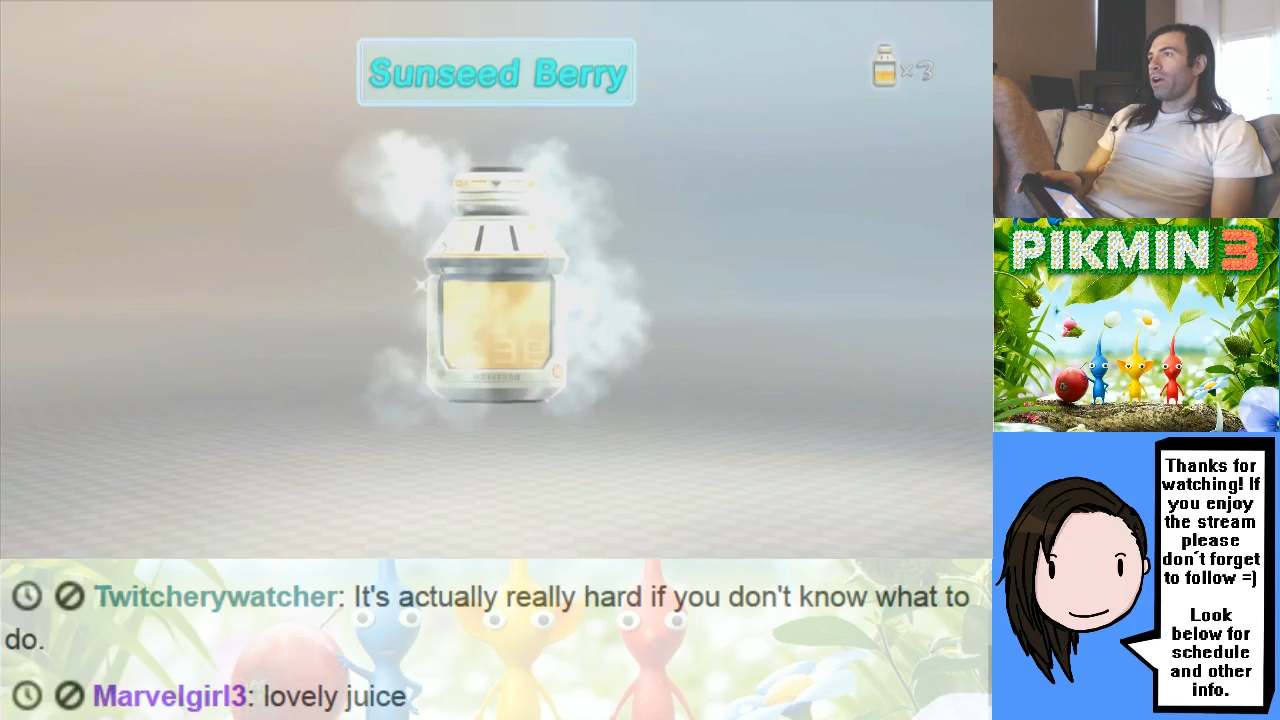 Sunseed Berry
×3
PIKMIN 3
Thanks for
watching! If
you enjoy
the stream
please
don´t forget
to follow =)
Look
below for
schedule
and other
info.
Twitcherywatcher: It's actually really hard if you don't know what to
do.
Marvelgirl3: lovely juice